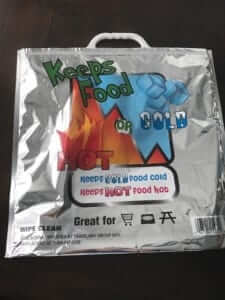 Keeps
Food
or COLD
HOT
KEEPS COLD FOOD COLD
KEEPS HOT FOOD HOT
Great for
WIPE CLEAN